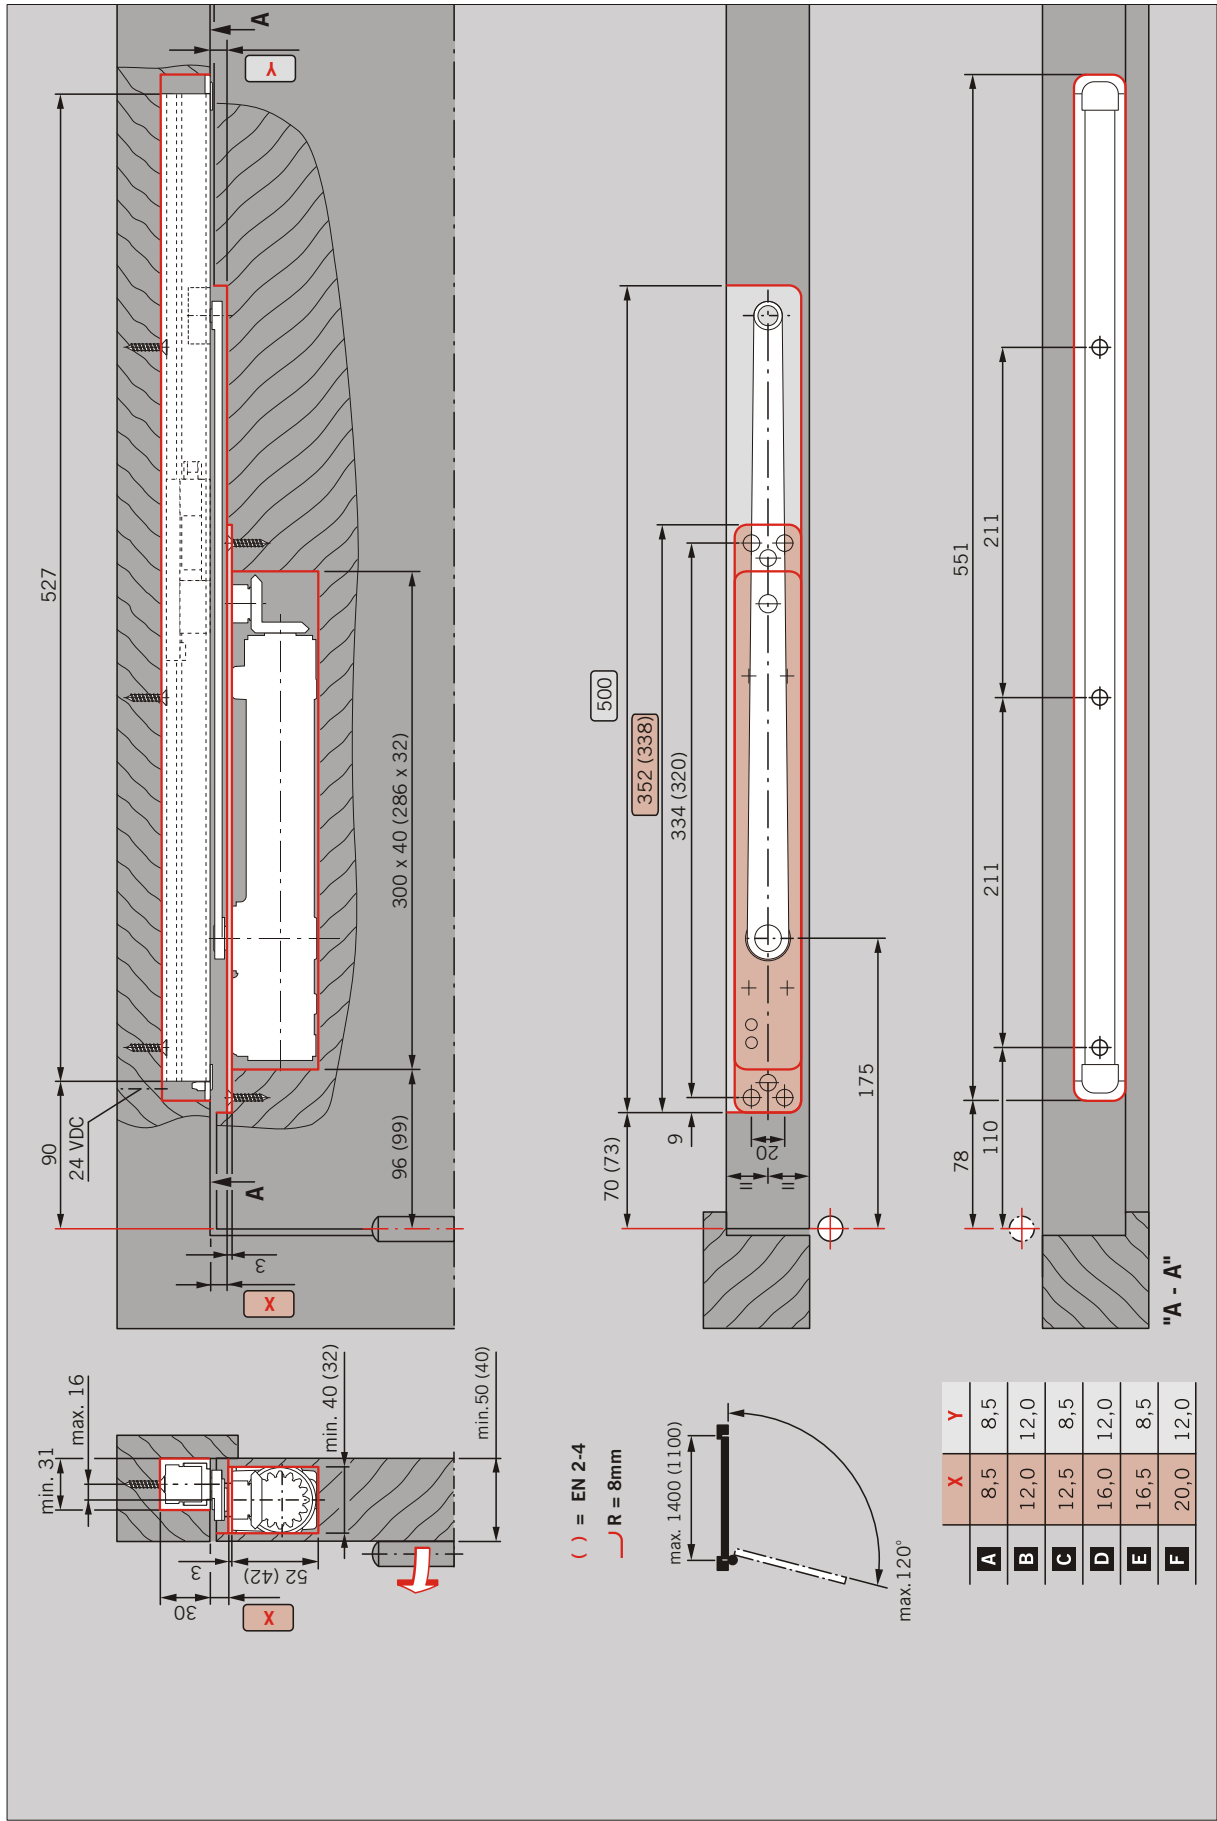 A
Y
527
90
24 VDC
A
300 x 40 (286 x 32)
96 (99)
3
X
500
352 (338)
334 (320)
70 (73)
9
20
=
=
175
551
211
211
78
110
"A - A"
min. 31
max. 16
3
30
52 (42)
X
min. 40 (32)
min.50 (40)
( ) = EN 2-4
R = 8mm
max. 1400 (1100)
max.120°
X Y
A 8,5 8,5
B 12,0 12,0
C 12,5 8,5
D 16,0 12,0
E 16,5 8,5
F 20,0 12,0